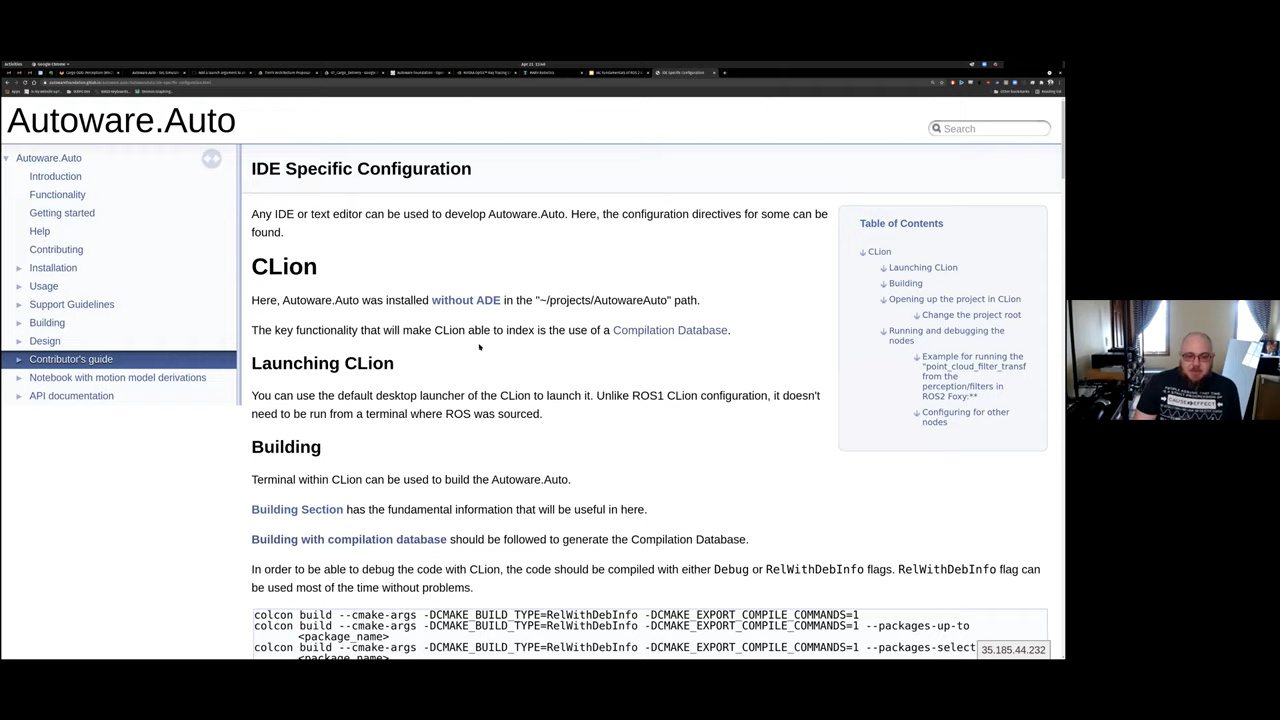 Activities
Google Chrome
Apr 21 12:40
IDE Specific Configuration
Autoware.Auto
Search
Autoware.Auto
Introduction
Functionality
Getting started
Help
Contributing
Installation
Usage
Support Guidelines
Building
Design
Contributor's guide
Notebook with motion model derivations
API documentation
IDE Specific Configuration
Any IDE or text editor can be used to develop Autoware.Auto. Here, the configuration directives for some can be
found.
CLion
Here, Autoware.Auto was installed without ADE in the "~/projects/AutowareAuto" path.
The key functionality that will make CLion able to index is the use of a Compilation Database.
Launching CLion
You can use the default desktop launcher of the CLion to launch it. Unlike ROS1 CLion configuration, it doesn't
need to be run from a terminal where ROS was sourced.
Building
Terminal within CLion can be used to build the Autoware.Auto.
Building Section has the fundamental information that will be useful in here.
Building with compilation database should be followed to generate the Compilation Database.
In order to be able to debug the code with CLion, the code should be compiled with either Debug or RelWithDebInfo flags. RelWithDebInfo flag can
be used most of the time without problems.
colcon build --cmake-args -DCMAKE_BUILD_TYPE=RelWithDebInfo -DCMAKE_EXPORT_COMPILE_COMMANDS=1
colcon build --cmake-args -DCMAKE_BUILD_TYPE=RelWithDebInfo -DCMAKE_EXPORT_COMPILE_COMMANDS=1 --packages-up-to
<package_name>
colcon build --cmake-args -DCMAKE_BUILD_TYPE=RelWithDebInfo -DCMAKE_EXPORT_COMPILE_COMMANDS=1 --packages-select
<package_name>
Table of Contents
CLion
Launching CLion
Building
Opening up the project in CLion
Change the project root
Running and debugging the
nodes
Example for running the
"point_cloud_filter_transf
from the
perception/filters in
ROS2 Foxy:**
Configuring for other
nodes
35.185.44.232
CAUSE EFFECT